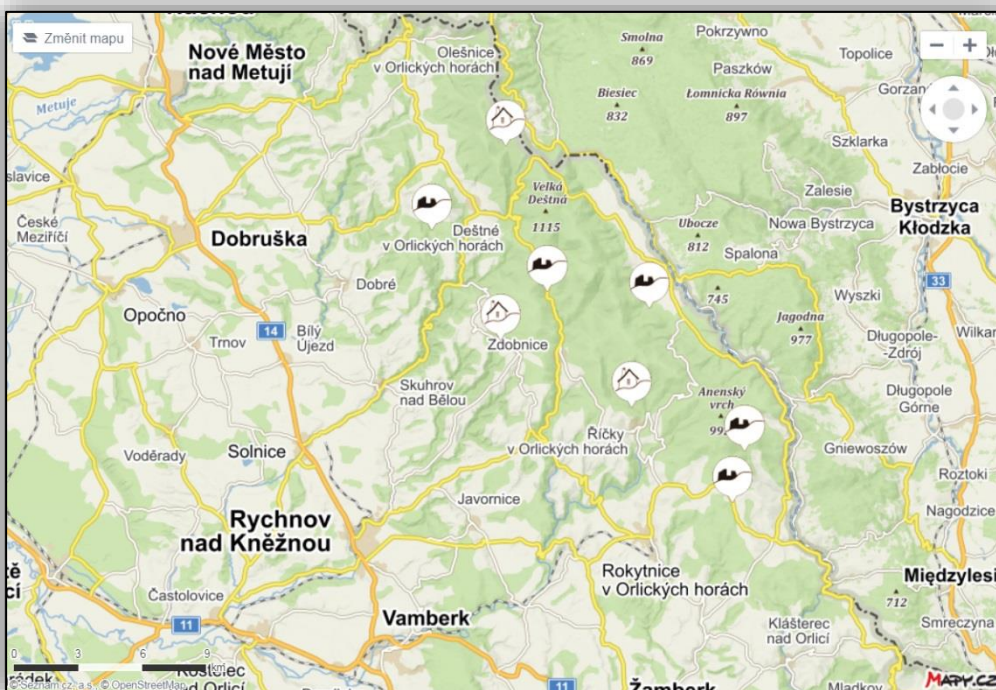 Změnit mapu
Nové Město
nad Metují
Olešnice
v Orlických horách
Smolna
869
Pokrzywno
Topolice
Paszków
Biesiec
832
Łomnicka Równia
897
Metuje
Szklarka
Zabłocie
Zalesie
Bystrzyca
Kłodzka
Velká
Deštná
1115
Ubocze
812
Nowa Bystrzyca
České
Meziříčí
Dobruška
Deštné
v Orlických horách
Spalona
33
Dobré
745
Wyszki
Opočno
14
Bílý
Újezd
Trnov
Jagodna
977
Długopole-
-Zdrój
Zdobnice
Skuhrov
nad Bělou
Anenský
vrch
Długopole
Górne
Říčky
v Orlických horách
Voděrady
Solnice
Gniewoszów
Roztoki
Javornice
Nagodzice
Rychnov
nad Kněžnou
Rokytnice
v Orlických horách
Międzylesi
712
Častolovice
11
Vamberk
Klášterec
nad Orlicí
Smreczyna
0 3 6 9 km
© Seznam.cz, a.s., © OpenStreetMap
11
Žamberk
Mladkov
MAPY.CZ